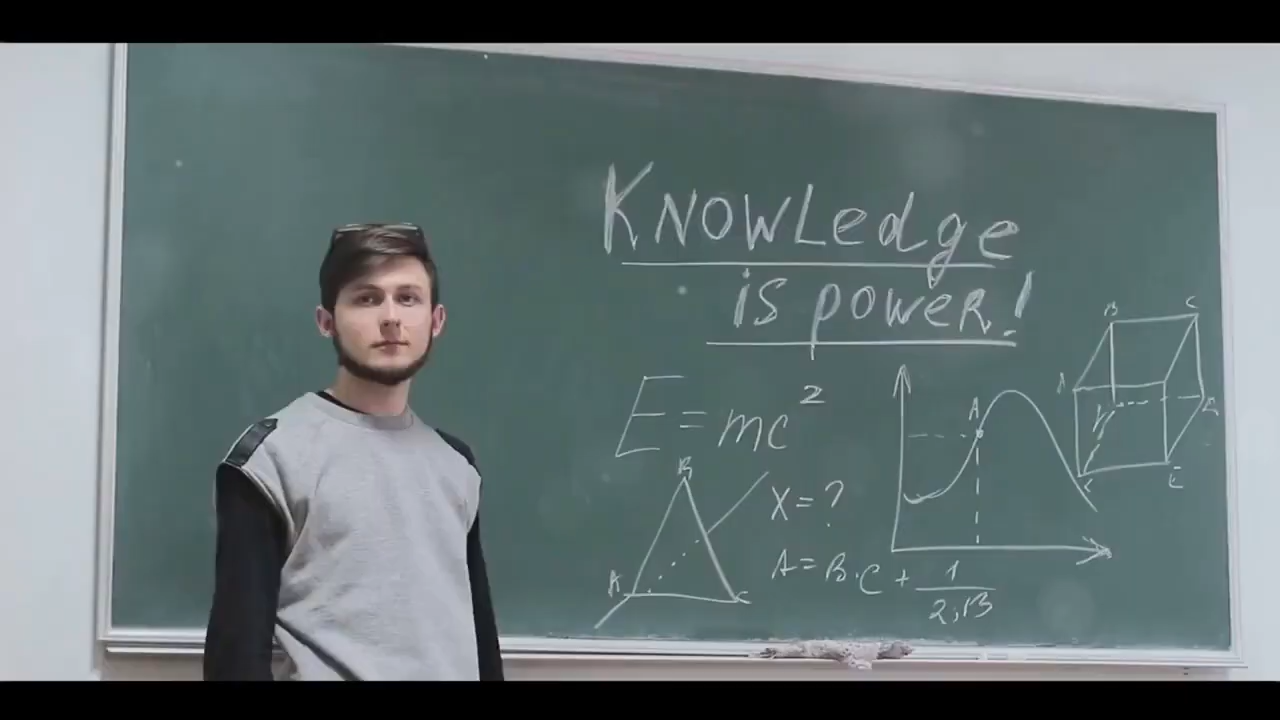 KNOWLedge
is power!
E=mc²
B
X=?
A
C
A=B.C+1/2,13
A
B
C
A
E